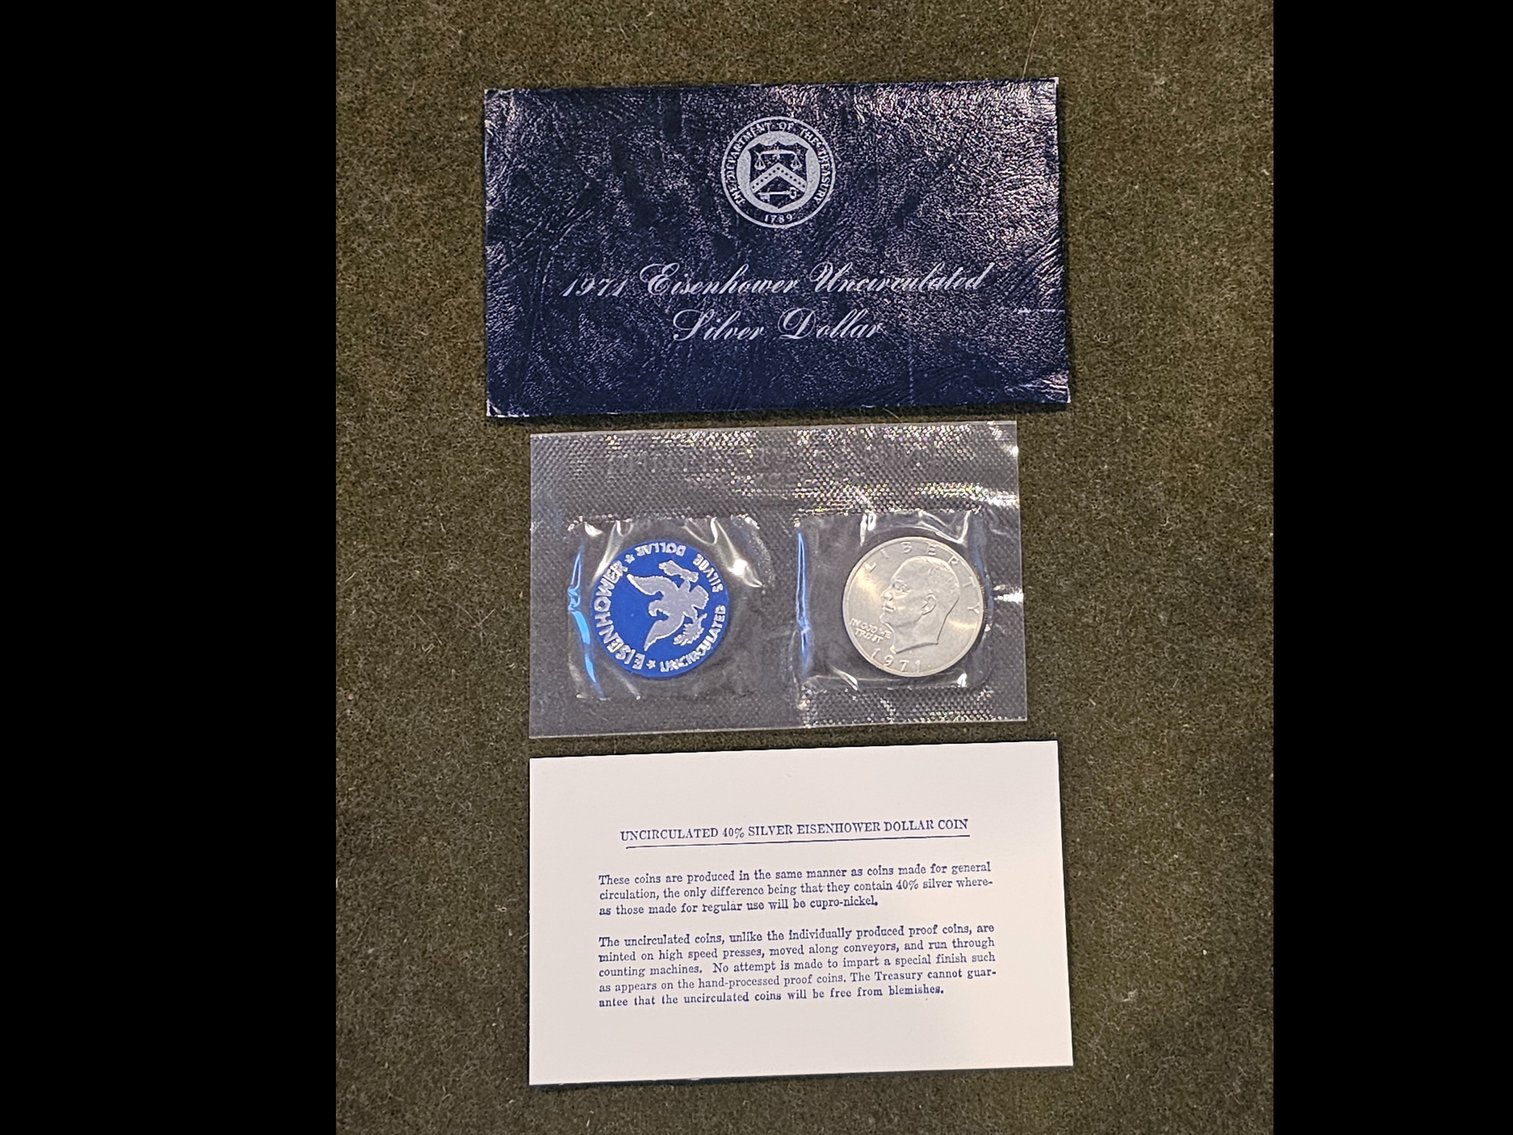 THE DEPARTMENT OF THE TREASURY
1789
1971 Eisenhower Uncirculated
Silver Dollar
EISENHOWER ★ UNCIRCULATED SILVER DOLLAR ★
LIBERTY
IN GOD WE
TRUST
1971
UNCIRCULATED 40% SILVER EISENHOWER DOLLAR COIN
These coins are produced in the same manner as coins made for general
circulation, the only difference being that they contain 40% silver where-
as those made for regular use will be cupro-nickel.
The uncirculated coins, unlike the individually produced proof coins, are
minted on high speed presses, moved along conveyors, and run through
counting machines. No attempt is made to impart a special finish such
as appears on the hand-processed proof coins. The Treasury cannot guar-
antee that the uncirculated coins will be free from blemishes.